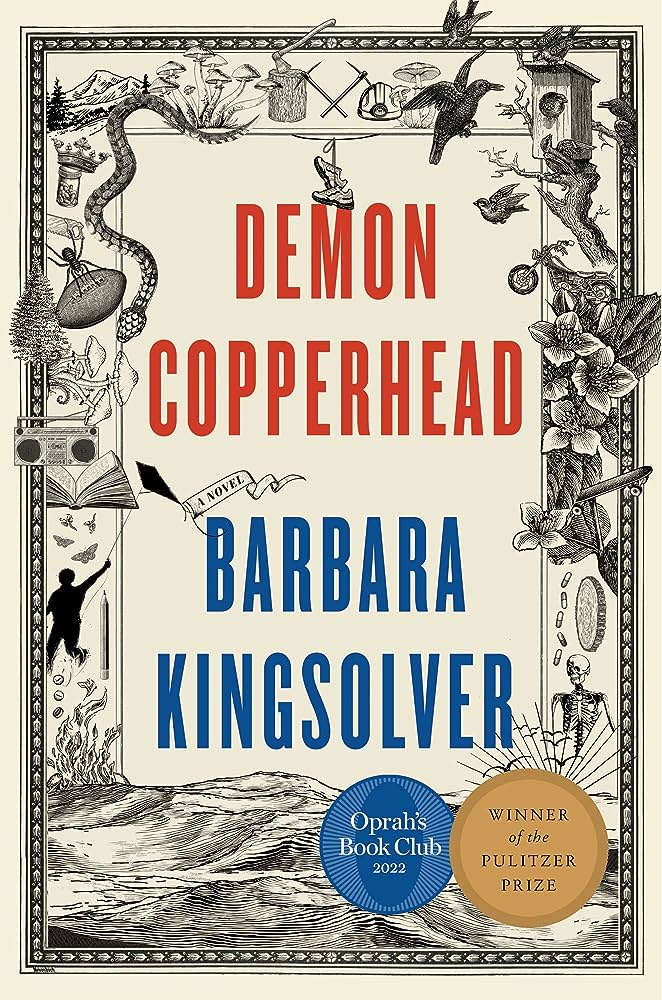 DEMON
COPPERHEAD
A NOVEL
BARBARA
KINGSOLVER
Oprah's
Book Club
2022
WINNER
of the
PULITZER
PRIZE